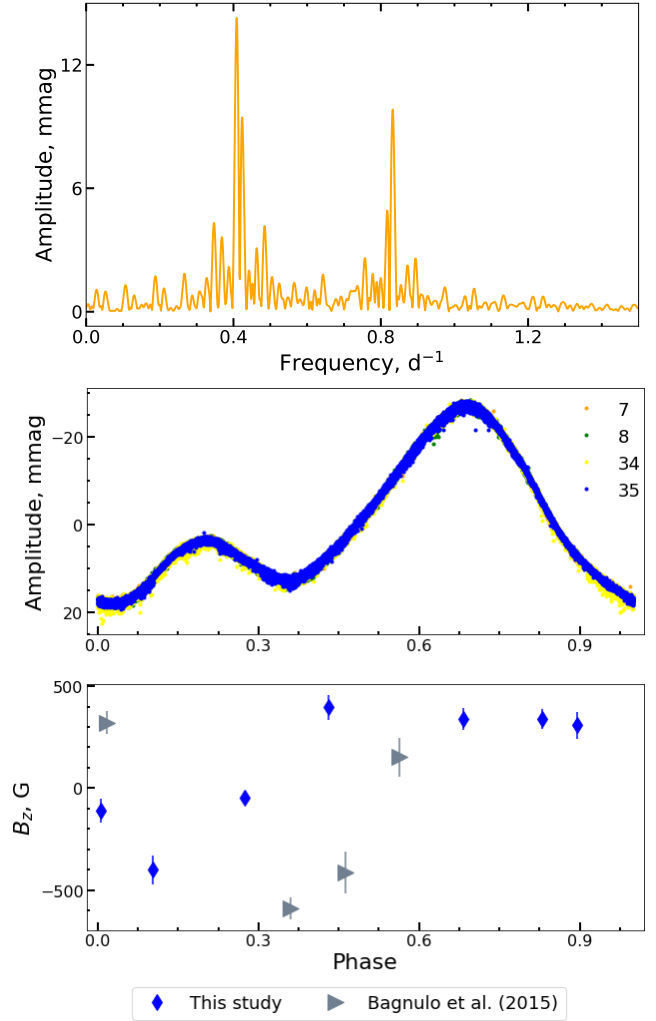 Amplitude, mmag
12
6
0
0.0 0.4 0.8 1.2
Frequency, d⁻¹
Amplitude, mmag
−20
0
20
7
8
34
35
0.0 0.3 0.6 0.9
B_z, G
500
0
−500
0.0 0.3 0.6 0.9
Phase
This study Bagnulo et al. (2015)